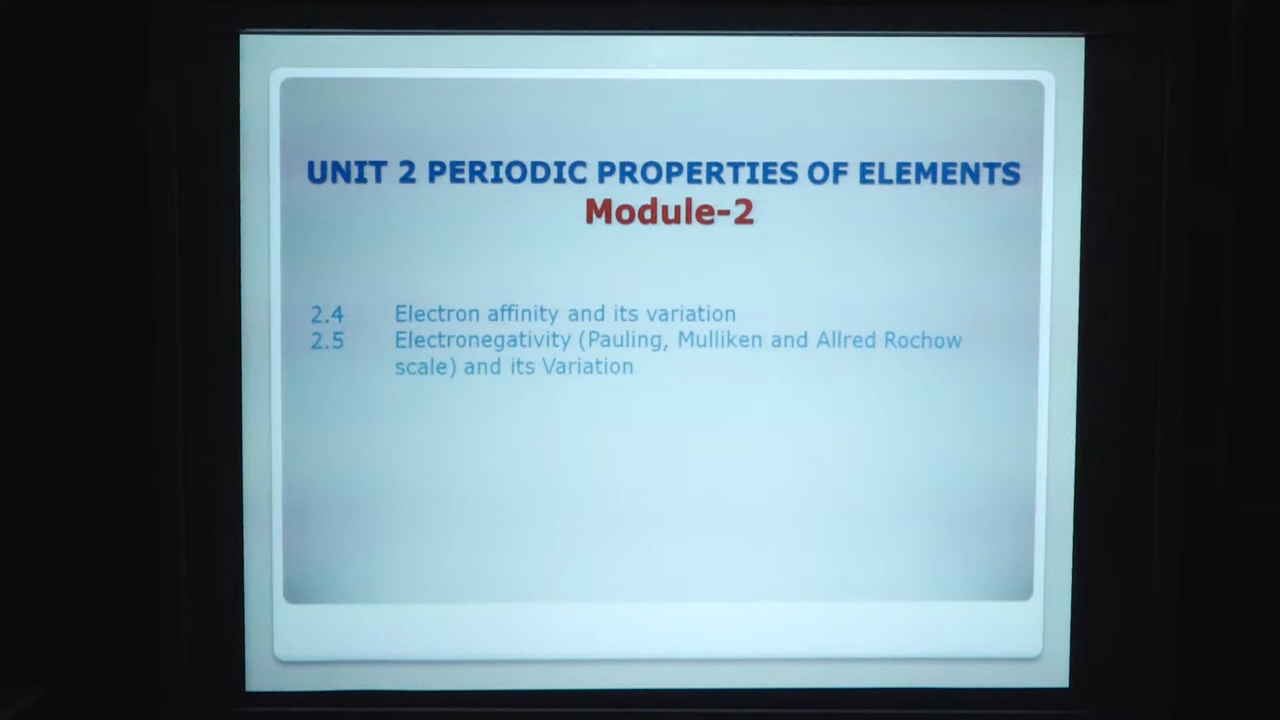 UNIT 2 PERIODIC PROPERTIES OF ELEMENTS
Module-2
2.4 Electron affinity and its variation
2.5 Electronegativity (Pauling, Mulliken and Allred Rochow
scale) and its Variation